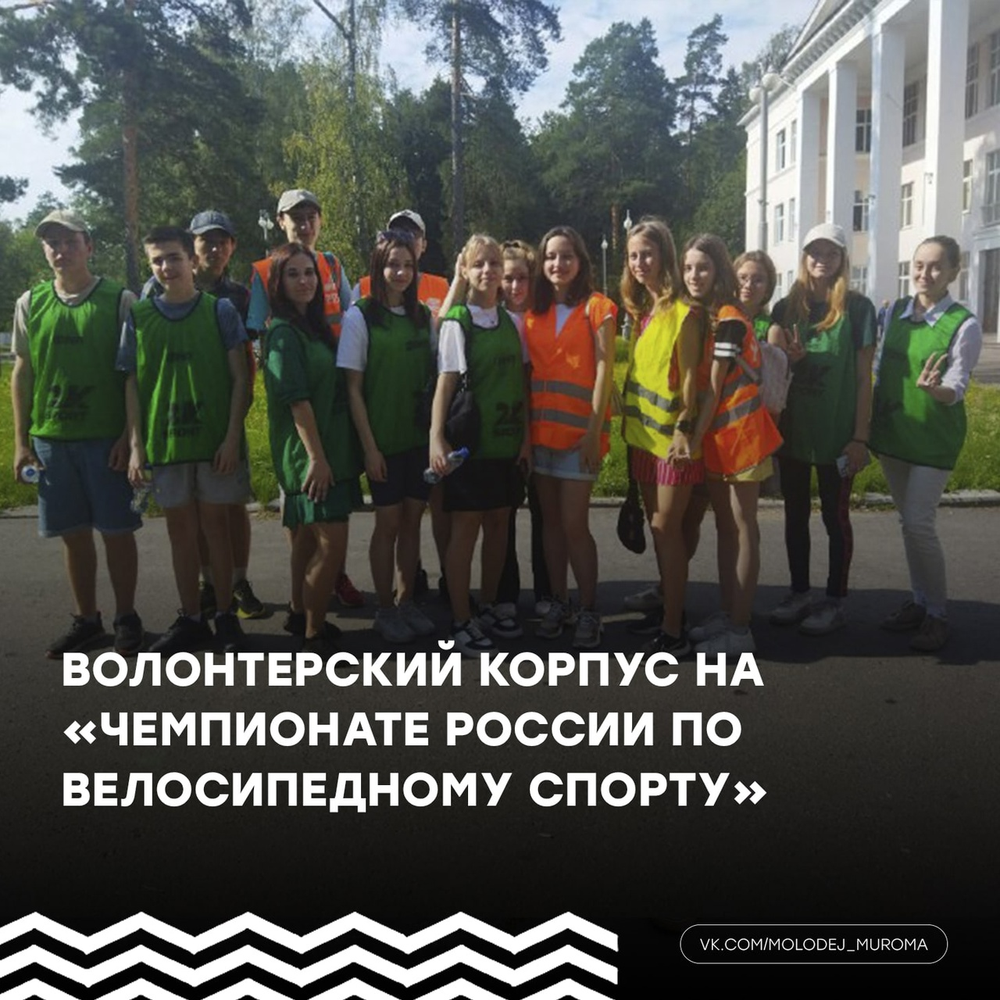 ВОЛОНТЕРСКИЙ КОРПУС НА
«ЧЕМПИОНАТЕ РОССИИ ПО
ВЕЛОСИПЕДНОМУ СПОРТУ»
VK.COM/MOLODEJ_MUROMA